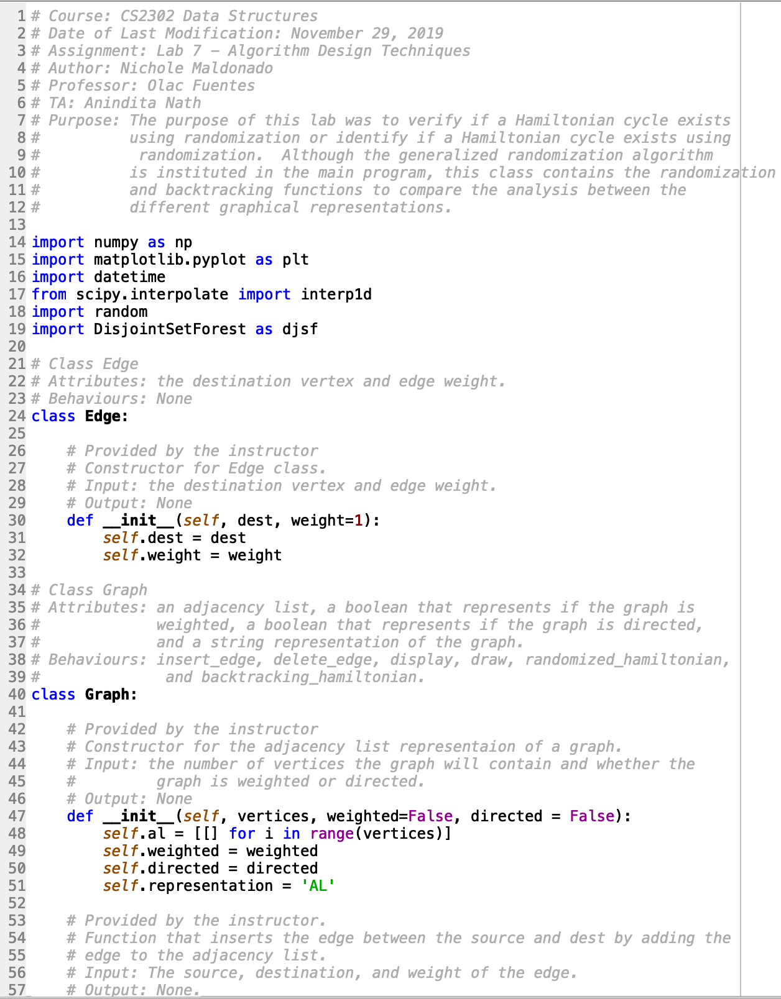 1 # Course: CS2302 Data Structures
2 # Date of Last Modification: November 29, 2019
3 # Assignment: Lab 7 – Algorithm Design Techniques
4 # Author: Nichole Maldonado
5 # Professor: Olac Fuentes
6 # TA: Anindita Nath
7 # Purpose: The purpose of this lab was to verify if a Hamiltonian cycle exists
8 #          using randomization or identify if a Hamiltonian cycle exists using
9 #           randomization.  Although the generalized randomization algorithm
10 #          is instituted in the main program, this class contains the randomization
11 #          and backtracking functions to compare the analysis between the
12 #          different graphical representations.
13
14 import numpy as np
15 import matplotlib.pyplot as plt
16 import datetime
17 from scipy.interpolate import interp1d
18 import random
19 import DisjointSetForest as djsf
20
21 # Class Edge
22 # Attributes: the destination vertex and edge weight.
23 # Behaviours: None
24 class Edge:
25
26     # Provided by the instructor
27     # Constructor for Edge class.
28     # Input: the destination vertex and edge weight.
29     # Output: None
30     def __init__(self, dest, weight=1):
31         self.dest = dest
32         self.weight = weight
33
34 # Class Graph
35 # Attributes: an adjacency list, a boolean that represents if the graph is
36 #             weighted, a boolean that represents if the graph is directed,
37 #             and a string representation of the graph.
38 # Behaviours: insert_edge, delete_edge, display, draw, randomized_hamiltonian,
39 #              and backtracking_hamiltonian.
40 class Graph:
41
42     # Provided by the instructor
43     # Constructor for the adjacency list representaion of a graph.
44     # Input: the number of vertices the graph will contain and whether the
45     #         graph is weighted or directed.
46     # Output: None
47     def __init__(self, vertices, weighted=False, directed = False):
48         self.al = [[] for i in range(vertices)]
49         self.weighted = weighted
50         self.directed = directed
51         self.representation = 'AL'
52
53     # Provided by the instructor.
54     # Function that inserts the edge between the source and dest by adding the
55     # edge to the adjacency list.
56     # Input: The source, destination, and weight of the edge.
57     # Output: None.